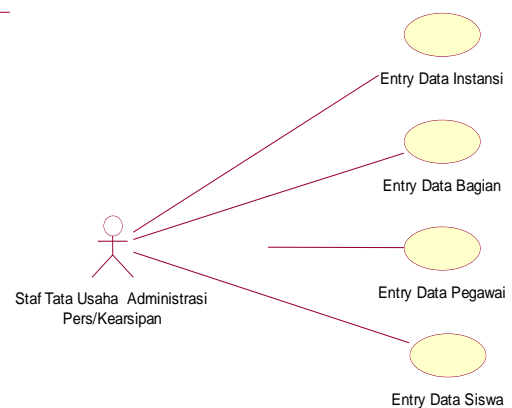 Entry Data Instansi
Entry Data Bagian
Entry Data Pegawai
Staf Tata Usaha Administrasi
Pers/Kearsipan
Entry Data Siswa